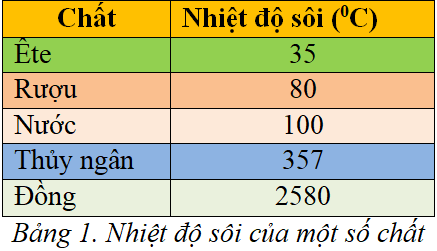 Chất Nhiệt độ sôi (⁰C)
Ête 35
Rượu 80
Nước 100
Thủy ngân 357
Đồng 2580
Bảng 1. Nhiệt độ sôi của một số chất